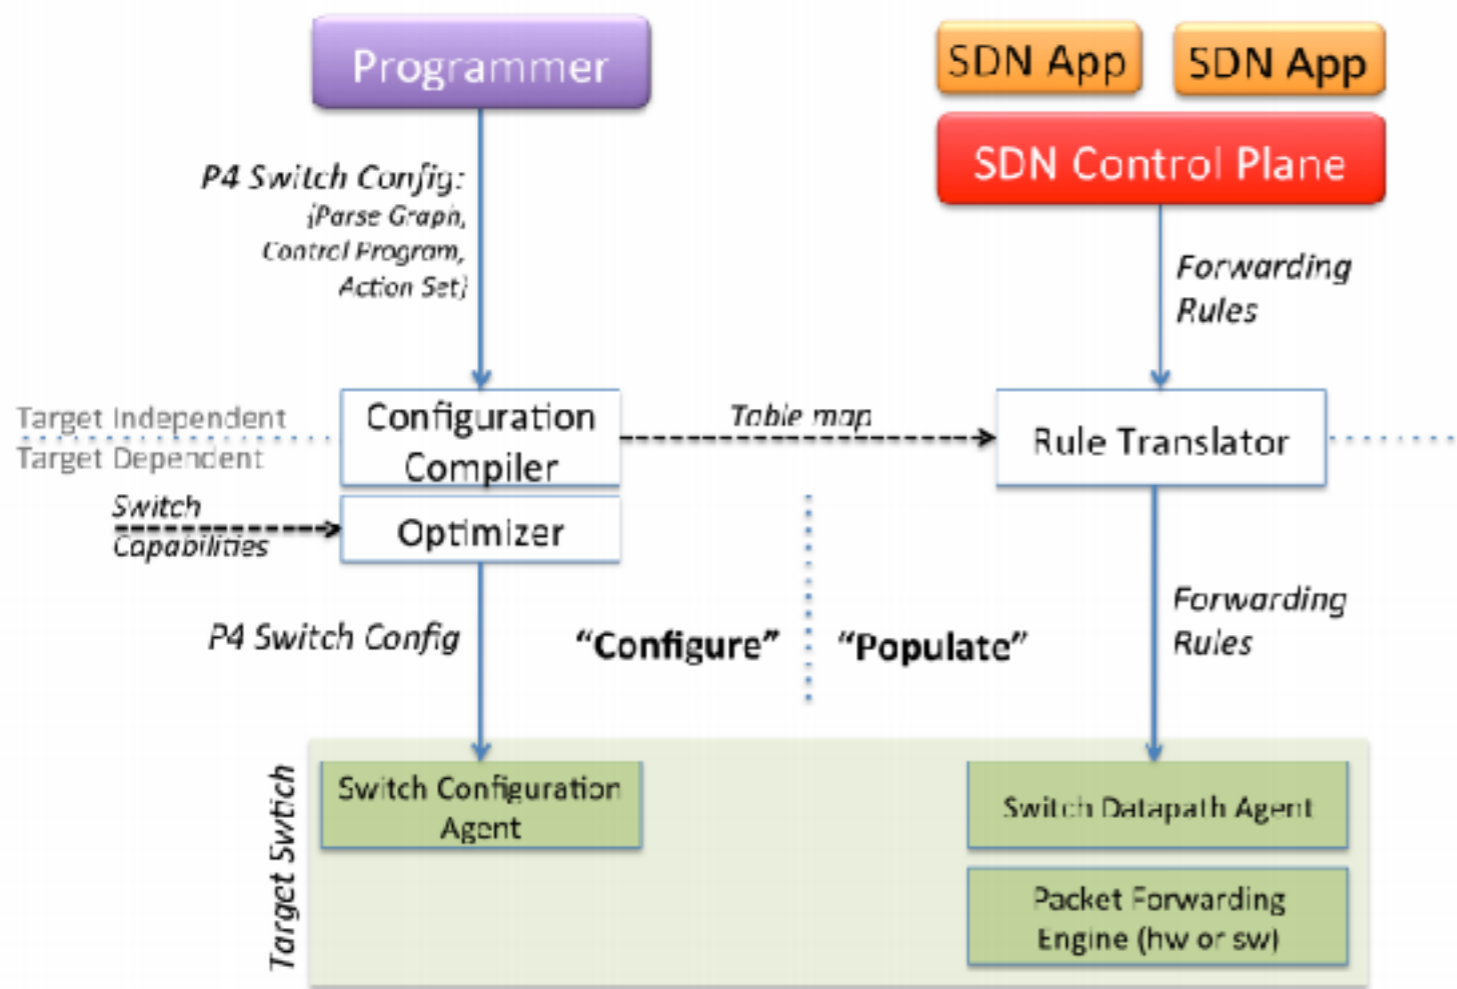 Programmer
SDN App
SDN App
SDN Control Plane
P4 Switch Config:
{Parse Graph,
Control Program,
Action Set}
Forwarding
Rules
Target Independent
Target Dependent
Configuration
Compiler
Table map
Rule Translator
Switch
Capabilities
Optimizer
P4 Switch Config
"Configure"
"Populate"
Forwarding
Rules
Target Swtich
Switch Configuration
Agent
Switch Datapath Agent
Packet Forwarding
Engine (hw or sw)